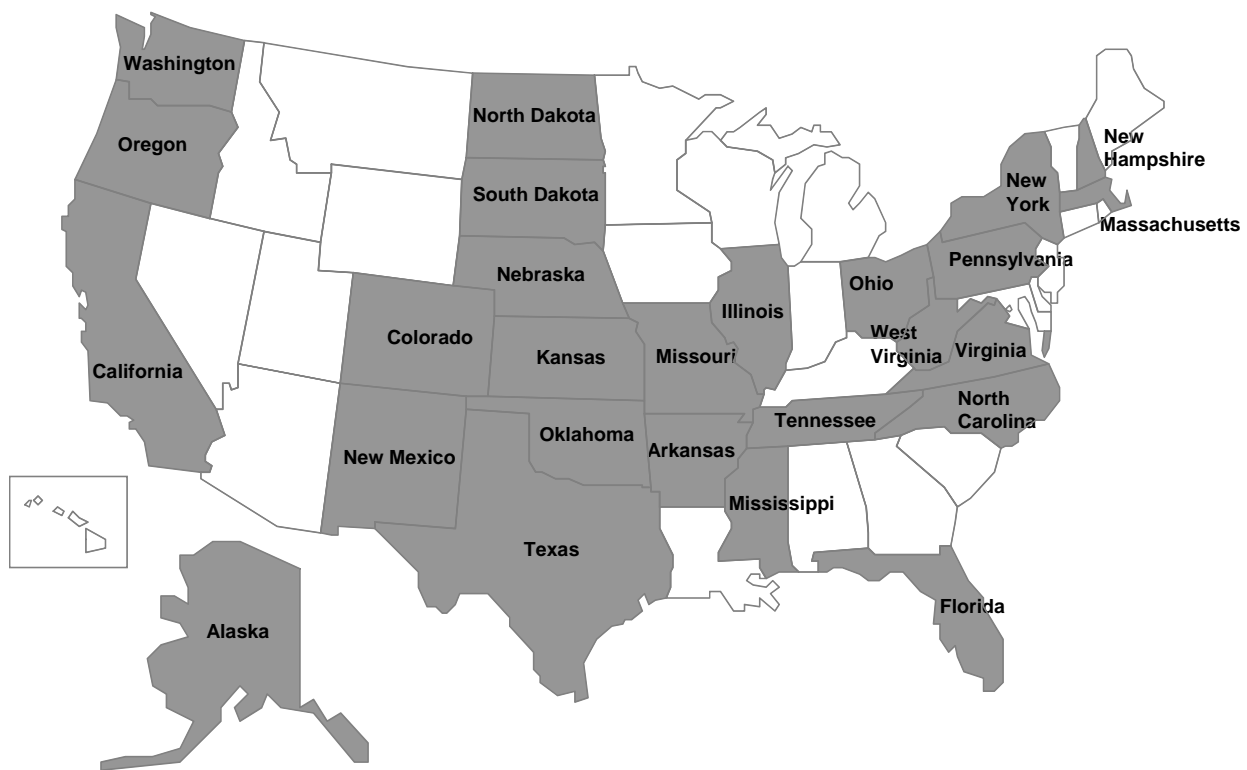 Washington
North Dakota
New
Hampshire
Oregon
South Dakota
New
York
Massachusetts
Nebraska
Pennsylvania
Ohio
Illinois
Colorado
Kansas
Missouri
West
Virginia
Virginia
California
North
Carolina
Tennessee
Oklahoma
Arkansas
New Mexico
Mississippi
Texas
Florida
Alaska